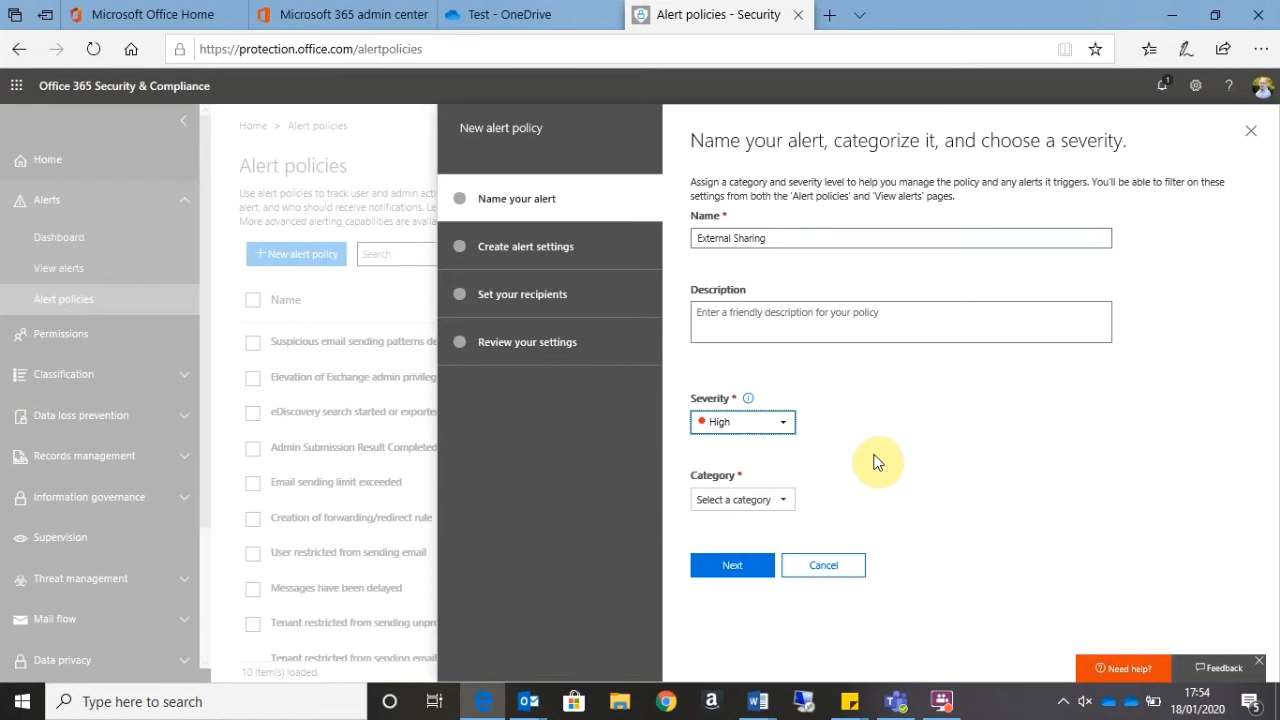 Microsoft Office Home
Microsoft 365 admin center
Test - OneDrive
Alert policies - Security
https://protection.office.com/alertpolicies
Office 365 Security & Compliance
1
Home
Alerts
Dashboard
View alerts
Alert policies
Permissions
Classification
Data loss prevention
Records management
Information governance
Supervision
Threat management
Mail flow
Data privacy
Home > Alert policies
Alert policies
Use alert policies to track user and admin acti
alert, and who should receive notifications. Le
More advanced alerting capabilities are availa
+ New alert policy
Search
Name
Suspicious email sending patterns de
Elevation of Exchange admin privileg
eDiscovery search started or exporte
Admin Submission Result Completed
Email sending limit exceeded
Creation of forwarding/redirect rule
User restricted from sending email
Messages have been delayed
Tenant restricted from sending unpro
Tenant restricted from sending email
10 item(s) loaded.
New alert policy
Name your alert
Create alert settings
Set your recipients
Review your settings
Name your alert, categorize it, and choose a severity.
Assign a category and severity level to help you manage the policy and any alerts it triggers. You'll be able to filter on these
settings from both the 'Alert policies' and 'View alerts' pages.
Name *
External Sharing
Description
Enter a friendly description for your policy
Severity *
High
Category *
Select a category
Next
Cancel
Need help?
Feedback
Type here to search
17:54
18/01/2020
5